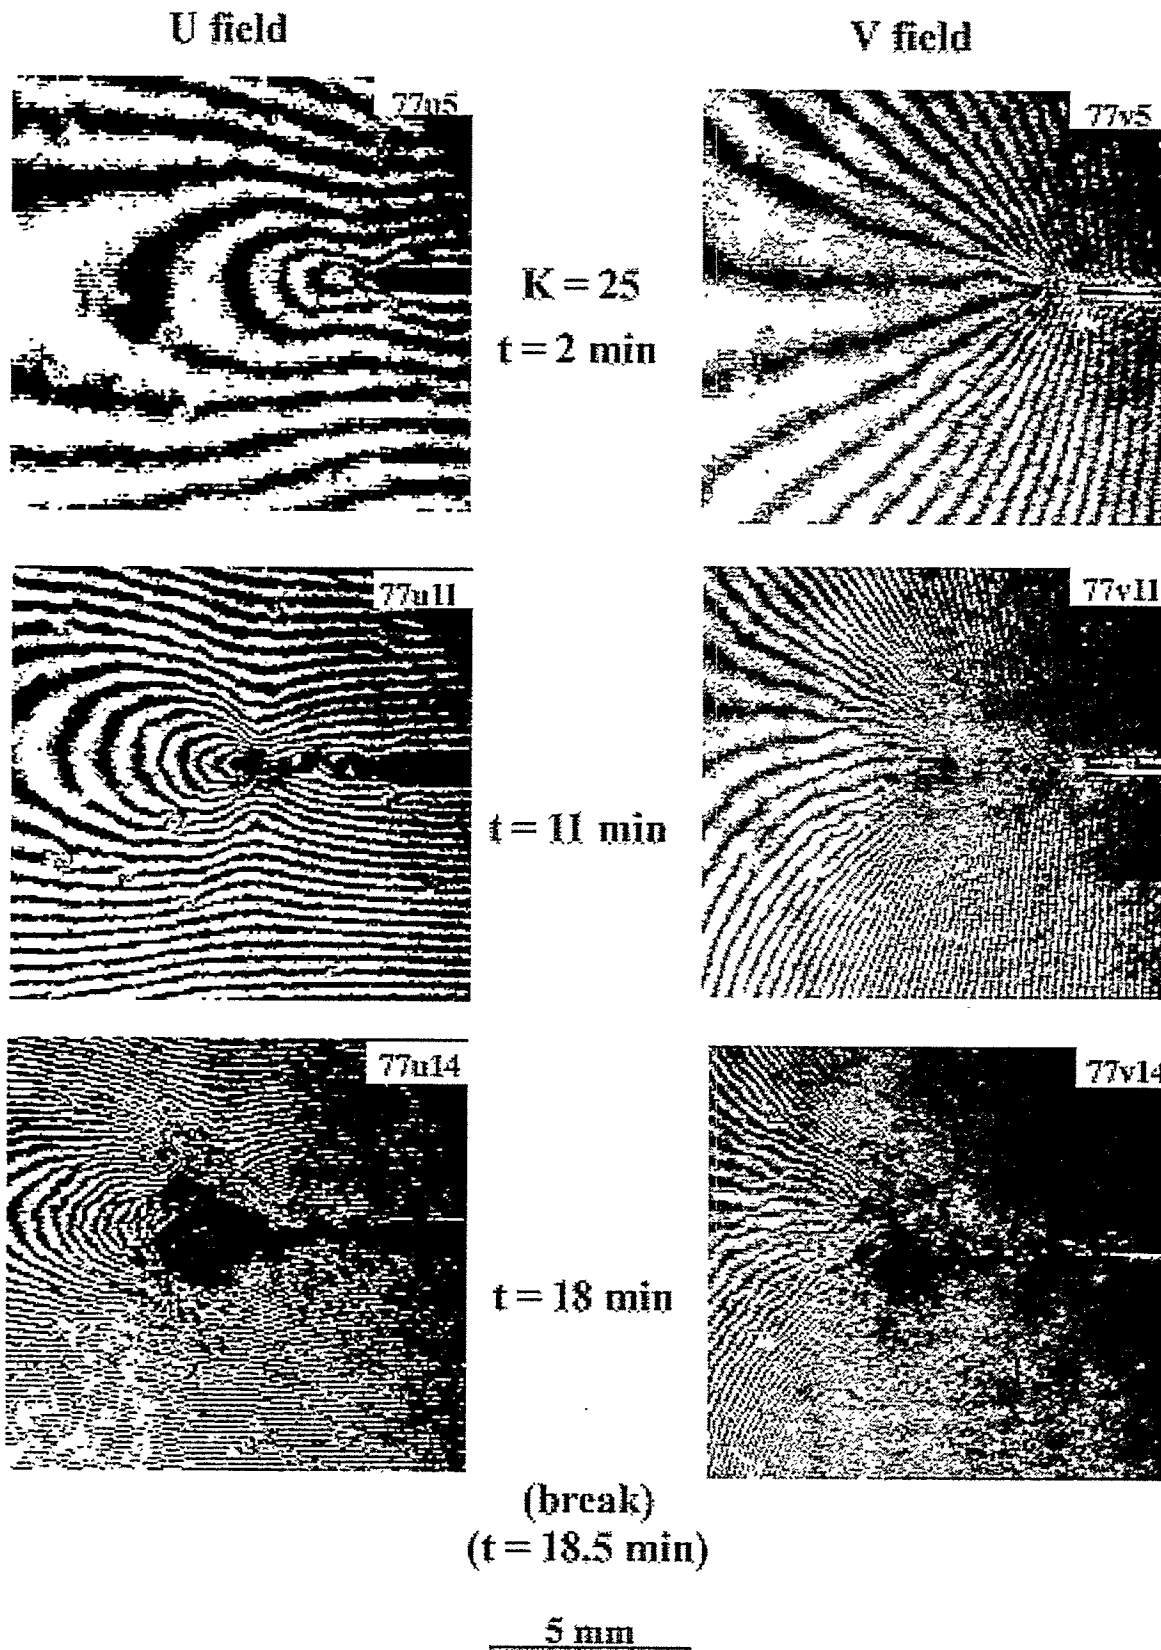 U field
V field
77u5
77v5
K = 25
t = 2 min
77u11
77v11
t = 11 min
77u14
77v14
t = 18 min
(break)
(t = 18.5 min)
5 mm